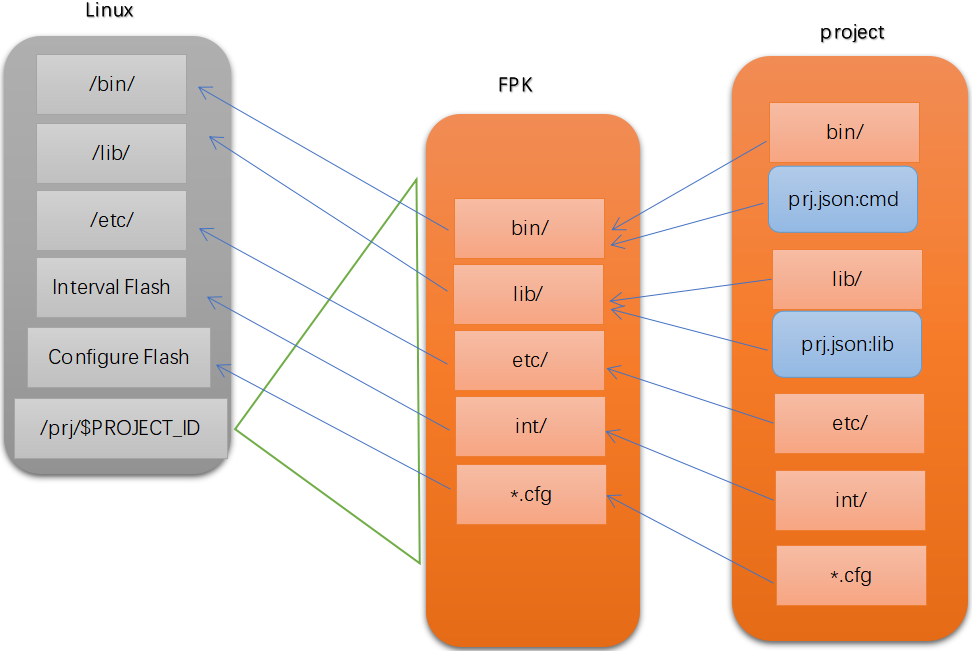 Linux
/bin/
/lib/
/etc/
Interval Flash
Configure Flash
/prj/$PROJECT_ID
FPK
bin/
lib/
etc/
int/
*.cfg
project
bin/
prj.json:cmd
lib/
prj.json:lib
etc/
int/
*.cfg